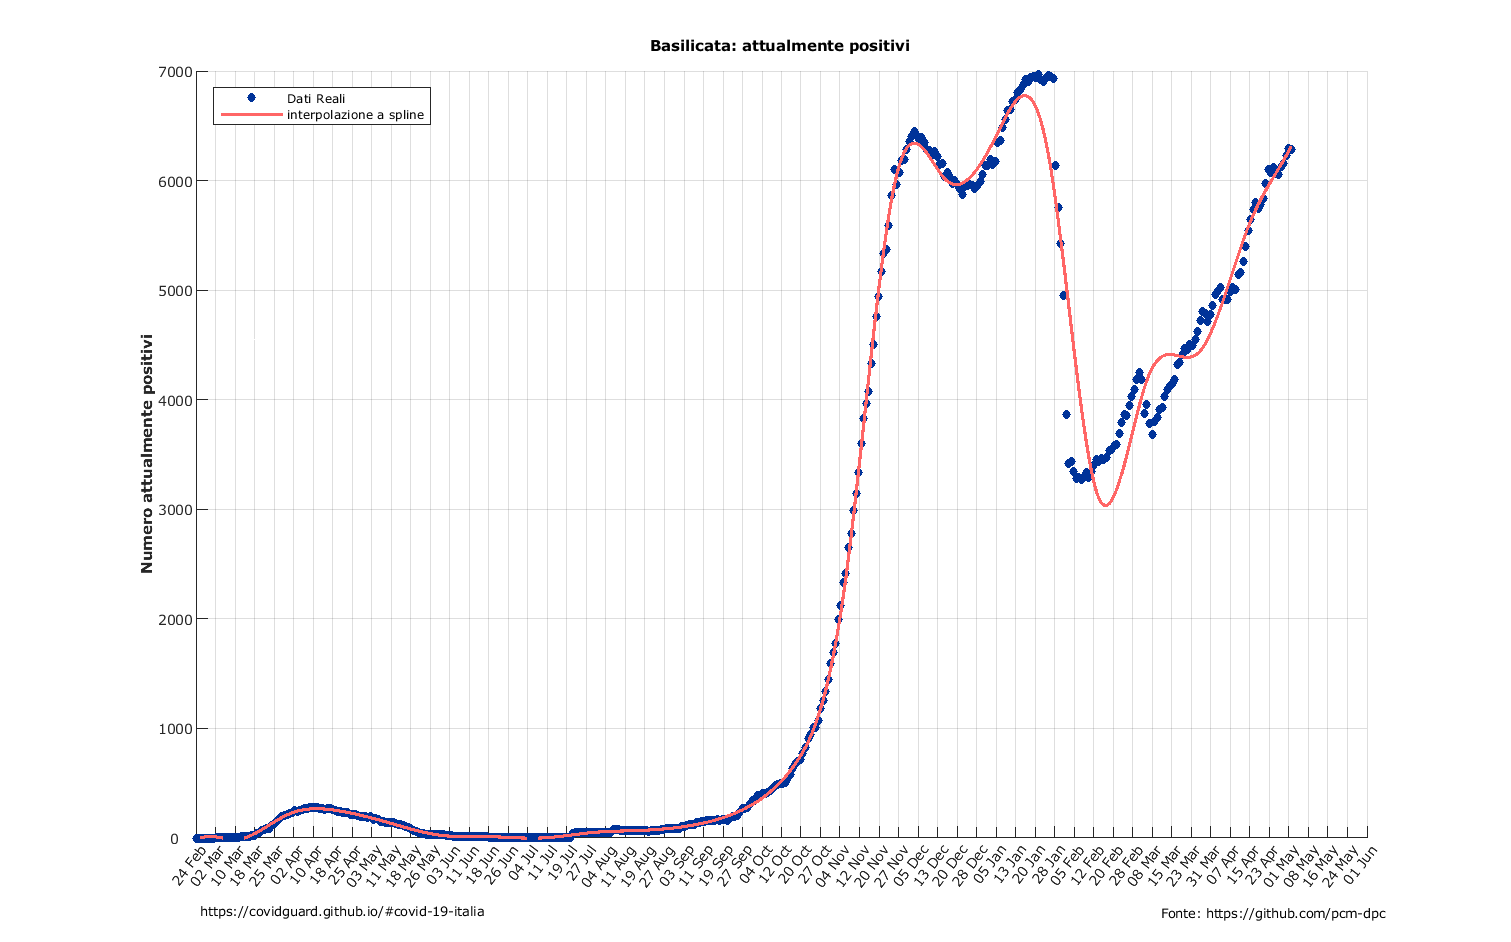 Basilicata: attualmente positivi
Dati Reali
interpolazione a spline
Numero attualmente positivi
7000
6000
5000
4000
3000
2000
1000
0
24 Feb
02 Mar
10 Mar
18 Mar
25 Mar
02 Apr
10 Apr
18 Apr
25 Apr
03 May
11 May
18 May
26 May
03 Jun
11 Jun
18 Jun
26 Jun
04 Jul
11 Jul
19 Jul
27 Jul
04 Aug
11 Aug
19 Aug
27 Aug
03 Sep
11 Sep
19 Sep
27 Sep
04 Oct
12 Oct
20 Oct
27 Oct
04 Nov
12 Nov
20 Nov
27 Nov
05 Dec
13 Dec
20 Dec
28 Dec
05 Jan
13 Jan
20 Jan
28 Jan
05 Feb
12 Feb
20 Feb
28 Feb
08 Mar
15 Mar
23 Mar
31 Mar
07 Apr
15 Apr
23 Apr
01 May
08 May
16 May
24 May
01 Jun
https://covidguard.github.io/#covid-19-italia
Fonte: https://github.com/pcm-dpc